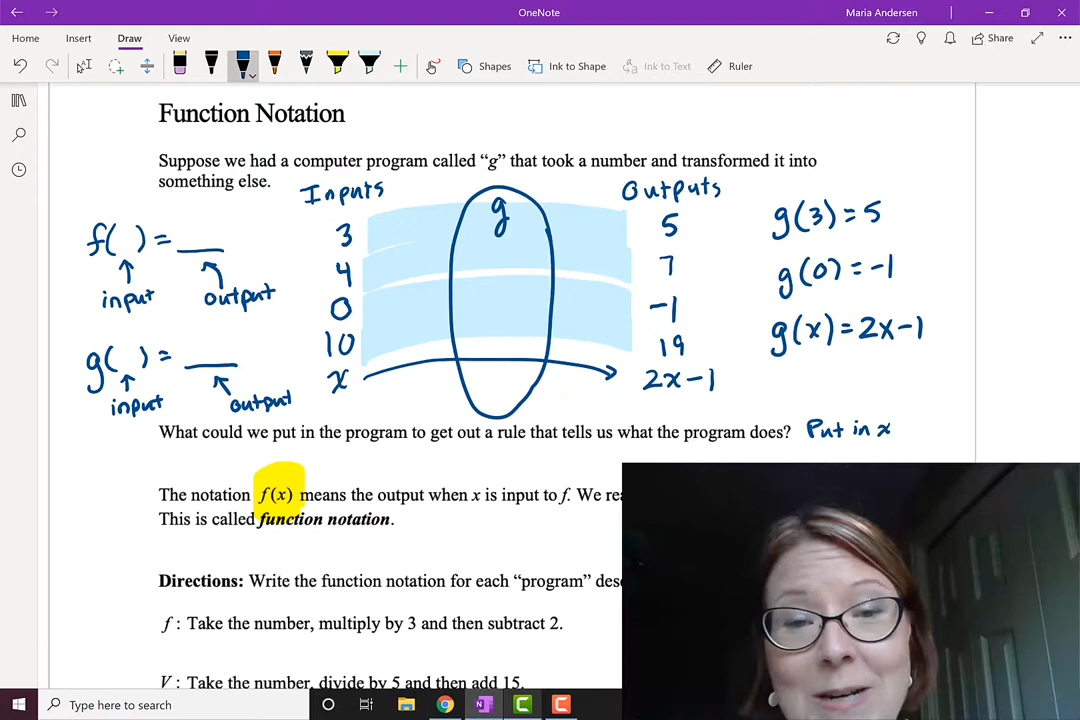 OneNote
Maria Andersen
Home Insert Draw View
Share
Shapes Ink to Shape Ink to Text Ruler
Function Notation
Suppose we had a computer program called “g” that took a number and transformed it into
something else.
Inputs Outputs
g
3 5
4 7
0 -1
10 19
x 2x-1
f( ) = __
input output
g( ) = __
input output
g(3) = 5
g(0) = -1
g(x) = 2x-1
What could we put in the program to get out a rule that tells us what the program does? Put in x
The notation f(x) means the output when x is input to f. We
This is called function notation.
Directions: Write the function notation for each “program”
f : Take the number, multiply by 3 and then subtract 2.
V : Take the number, divide by 5 and then add 15.
Type here to search